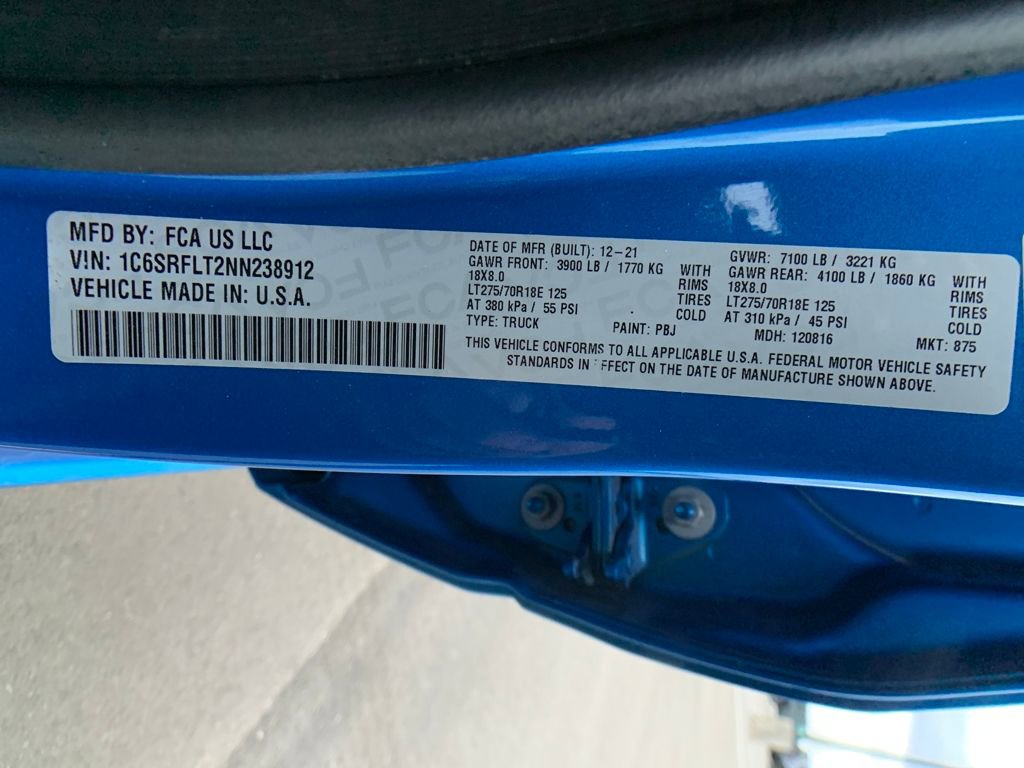 MFD BY: FCA US LLC
VIN: 1C6SRFLT2NN238912
VEHICLE MADE IN: U.S.A.
DATE OF MFR (BUILT): 12-21
GAWR FRONT: 3900 LB / 1770 KG WITH
18X8.0 RIMS
LT275/70R18E 125 TIRES
AT 380 kPa / 55 PSI COLD
TYPE: TRUCK PAINT: PBJ
GVWR: 7100 LB / 3221 KG
GAWR REAR: 4100 LB / 1860 KG WITH
18X8.0 RIMS
LT275/70R18E 125 TIRES
AT 310 kPa / 45 PSI COLD
MDH: 120816 MKT: 875
THIS VEHICLE CONFORMS TO ALL APPLICABLE U.S.A. FEDERAL MOTOR VEHICLE SAFETY
STANDARDS IN FFECT ON THE DATE OF MANUFACTURE SHOWN ABOVE.